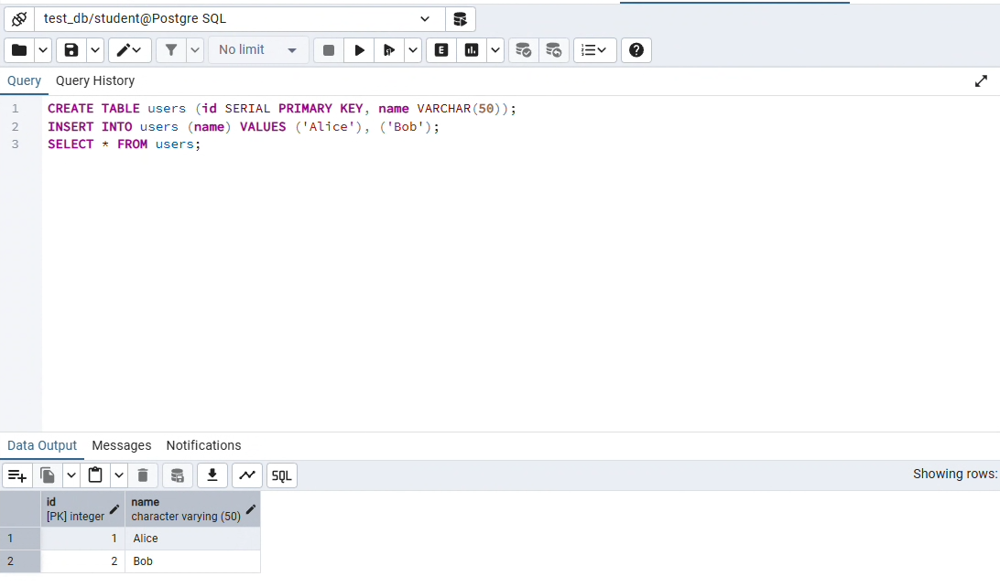 test_db/student@Postgre SQL
No limit
E
Query Query History
1 CREATE TABLE users (id SERIAL PRIMARY KEY, name VARCHAR(50));
2 INSERT INTO users (name) VALUES ('Alice'), ('Bob');
3 SELECT * FROM users;
Data Output Messages Notifications
SQL Showing rows:
id name
[PK] integer character varying (50)
1 1 Alice
2 2 Bob